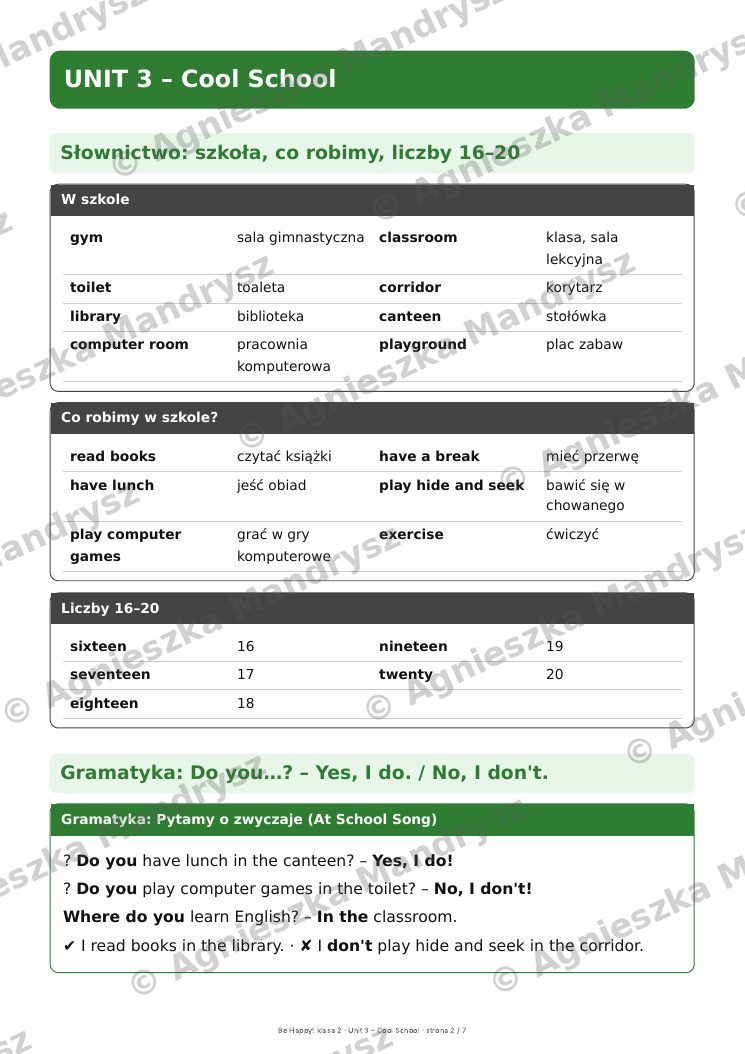 UNIT 3 – Cool School
Słownictwo: szkoła, co robimy, liczby 16–20
W szkole
gym sala gimnastyczna classroom klasa, sala
lekcyjna
toilet toaleta corridor korytarz
library biblioteka canteen stołówka
computer room pracownia playground plac zabaw
komputerowa
Co robimy w szkole?
read books czytać książki have a break mieć przerwę
have lunch jeść obiad play hide and seek bawić się w
chowanego
play computer grać w gry exercise ćwiczyć
games komputerowe
Liczby 16–20
sixteen 16 nineteen 19
seventeen 17 twenty 20
eighteen 18
Gramatyka: Do you…? – Yes, I do. / No, I don't.
Gramatyka: Pytamy o zwyczaje (At School Song)
? Do you have lunch in the canteen? – Yes, I do!
? Do you play computer games in the toilet? – No, I don't!
Where do you learn English? – In the classroom.
✔ I read books in the library. · ✘ I don't play hide and seek in the corridor.
Be Happy! klasa 2 · Unit 3 – Cool School · strona 2 / 7
© Agnieszka Mandrysz